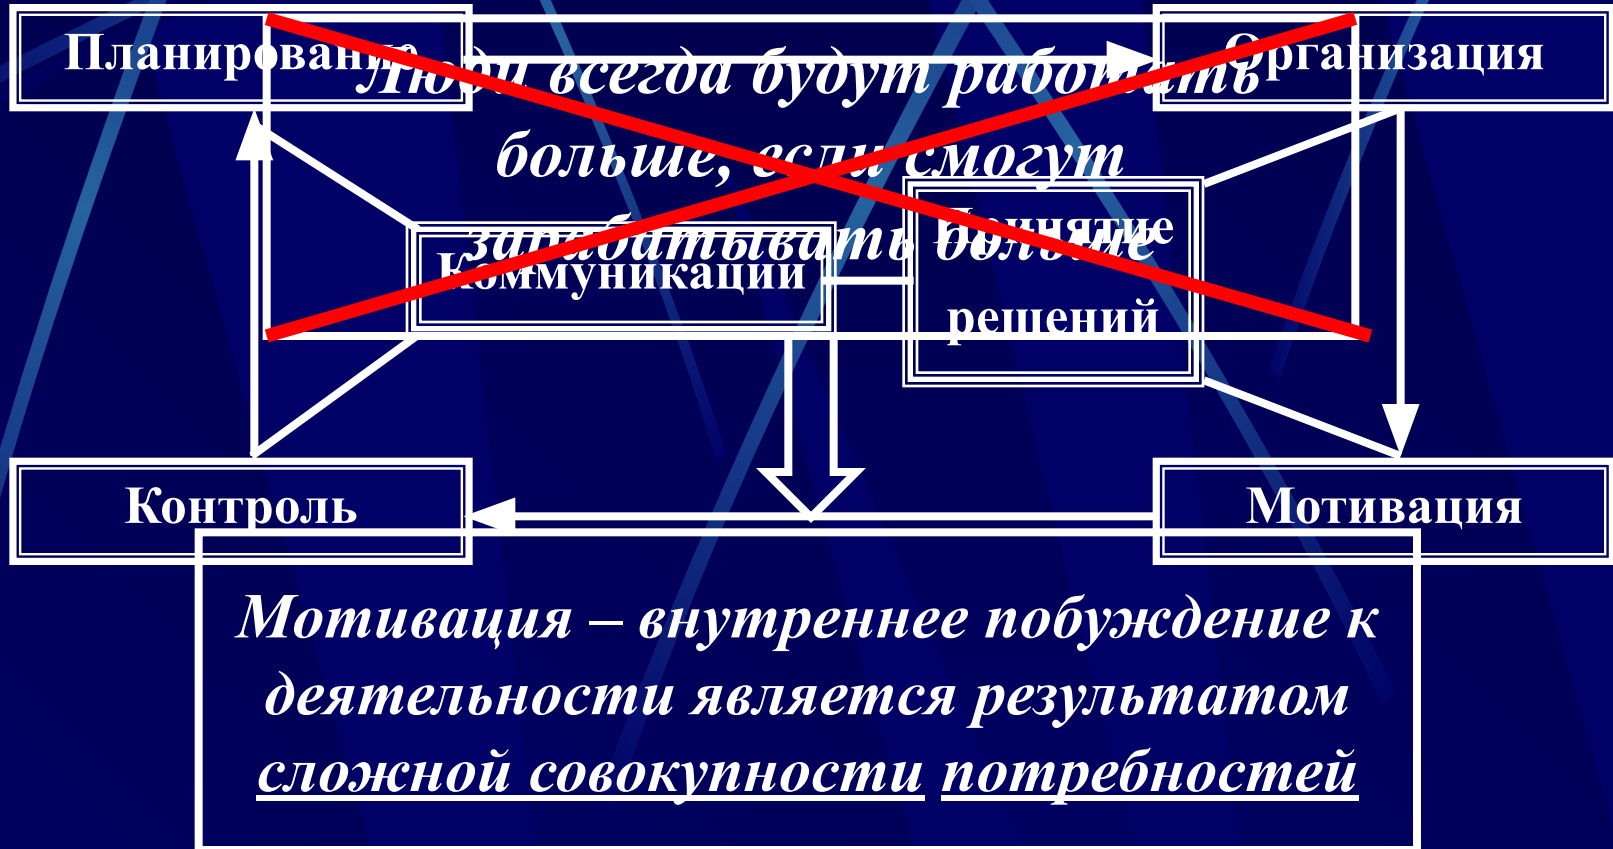 Планирование
Организация
Люди всегда будут работать
больше, если смогут
зарабатывать больше
Коммуникации
Принятие
решений
Контроль
Мотивация
Мотивация – внутреннее побуждение к
деятельности является результатом
сложной совокупности потребностей